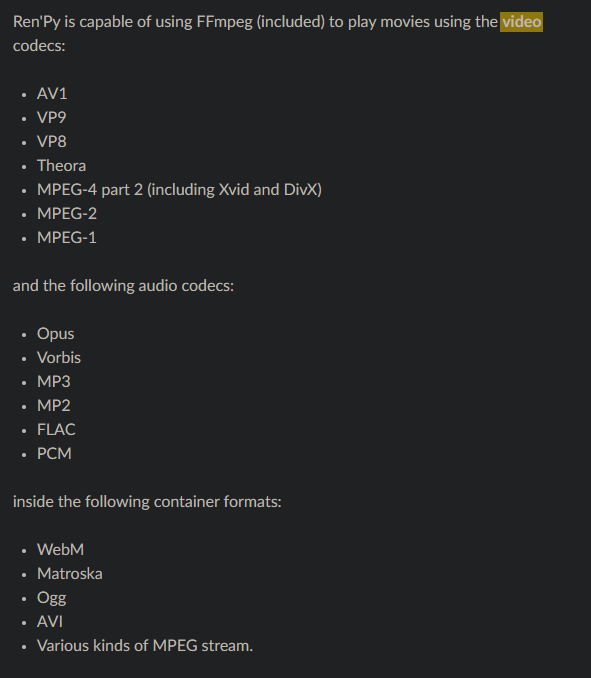 Ren'Py is capable of using FFmpeg (included) to play movies using the video
codecs:
• AV1
• VP9
• VP8
• Theora
• MPEG-4 part 2 (including Xvid and DivX)
• MPEG-2
• MPEG-1
and the following audio codecs:
• Opus
• Vorbis
• MP3
• MP2
• FLAC
• PCM
inside the following container formats:
• WebM
• Matroska
• Ogg
• AVI
• Various kinds of MPEG stream.